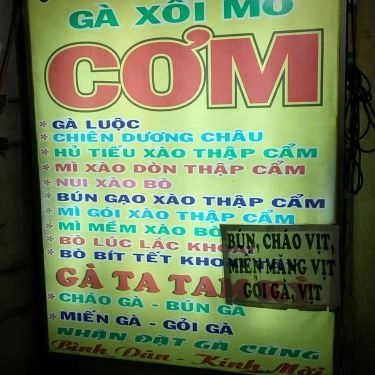 GÀ XỐI MỠ
CƠM
* GÀ LUỘC
* CHIÊN DƯƠNG CHÂU
* HỦ TIẾU XÀO THẬP CẨM
* MÌ XÀO DÒN THẬP CẨM
* NUI XÀO BÒ
* BÚN GẠO XÀO THẬP CẨM
* MÌ GÓI XÀO THẬP CẨM
* MÌ MỀM XÀO BÒ
* BÒ LÚC LẮC
* BÒ BÍT TẾT
BÚN, CHÁO VỊT,
MIẾN MĂNG VỊT
GỎI GÀ, VỊT
GÀ TA
* CHÁO GÀ - BÚN GÀ
* MIẾN GÀ - GỎI GÀ
NHẬN ĐẶT GÀ CÚNG
Bình Dân - Kính Mời